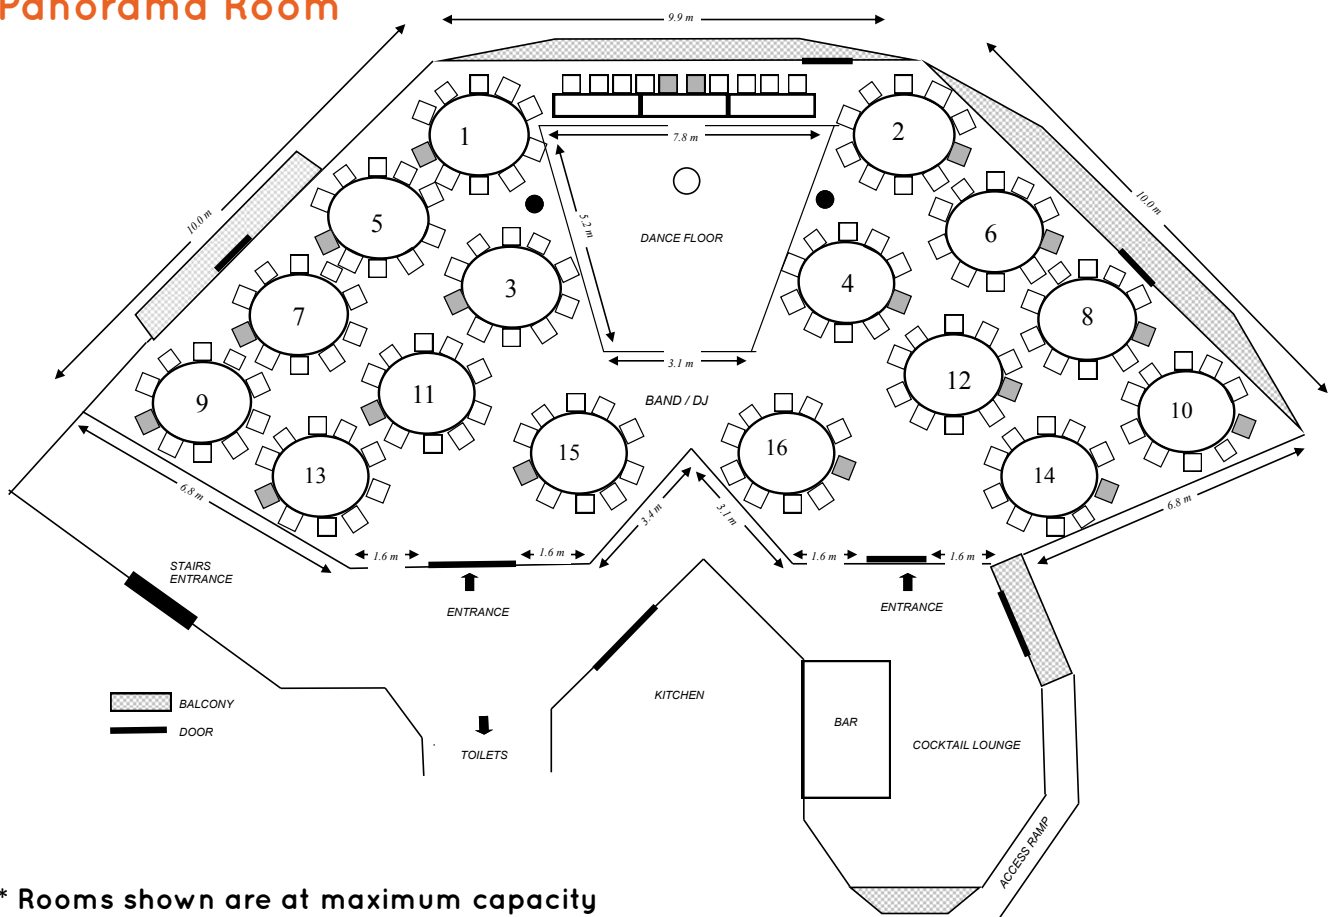 Panorama Room
9.9 m
10.0 m
10.0 m
7.8 m
5.2 m
1
2
5
6
DANCE FLOOR
3
4
7
8
3.1 m
BAND / DJ
9
11
12
10
15
16
13
14
6.8 m
3.4 m
3.1 m
6.8 m
1.6 m
1.6 m
1.6 m
1.6 m
STAIRS
ENTRANCE
ENTRANCE
ENTRANCE
KITCHEN
BALCONY
DOOR
TOILETS
BAR
COCKTAIL LOUNGE
ACCESS RAMP
* Rooms shown are at maximum capacity